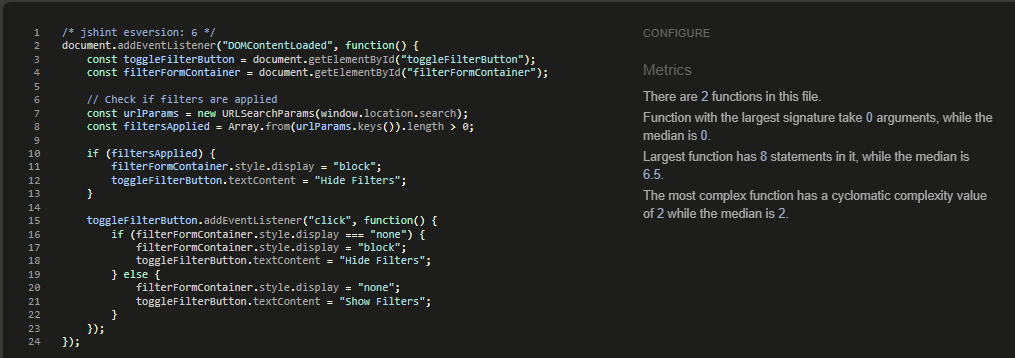 1 /* jshint esversion: 6 */
2 document.addEventListener("DOMContentLoaded", function() {
3     const toggleFilterButton = document.getElementById("toggleFilterButton");
4     const filterFormContainer = document.getElementById("filterFormContainer");
5
6     // Check if filters are applied
7     const urlParams = new URLSearchParams(window.location.search);
8     const filtersApplied = Array.from(urlParams.keys()).length > 0;
9
10     if (filtersApplied) {
11         filterFormContainer.style.display = "block";
12         toggleFilterButton.textContent = "Hide Filters";
13     }
14
15     toggleFilterButton.addEventListener("click", function() {
16         if (filterFormContainer.style.display === "none") {
17             filterFormContainer.style.display = "block";
18             toggleFilterButton.textContent = "Hide Filters";
19         } else {
20             filterFormContainer.style.display = "none";
21             toggleFilterButton.textContent = "Show Filters";
22         }
23     });
24 });
CONFIGURE
Metrics
There are 2 functions in this file.
Function with the largest signature take 0 arguments, while the
median is 0.
Largest function has 8 statements in it, while the median is
6.5.
The most complex function has a cyclomatic complexity value
of 2 while the median is 2.